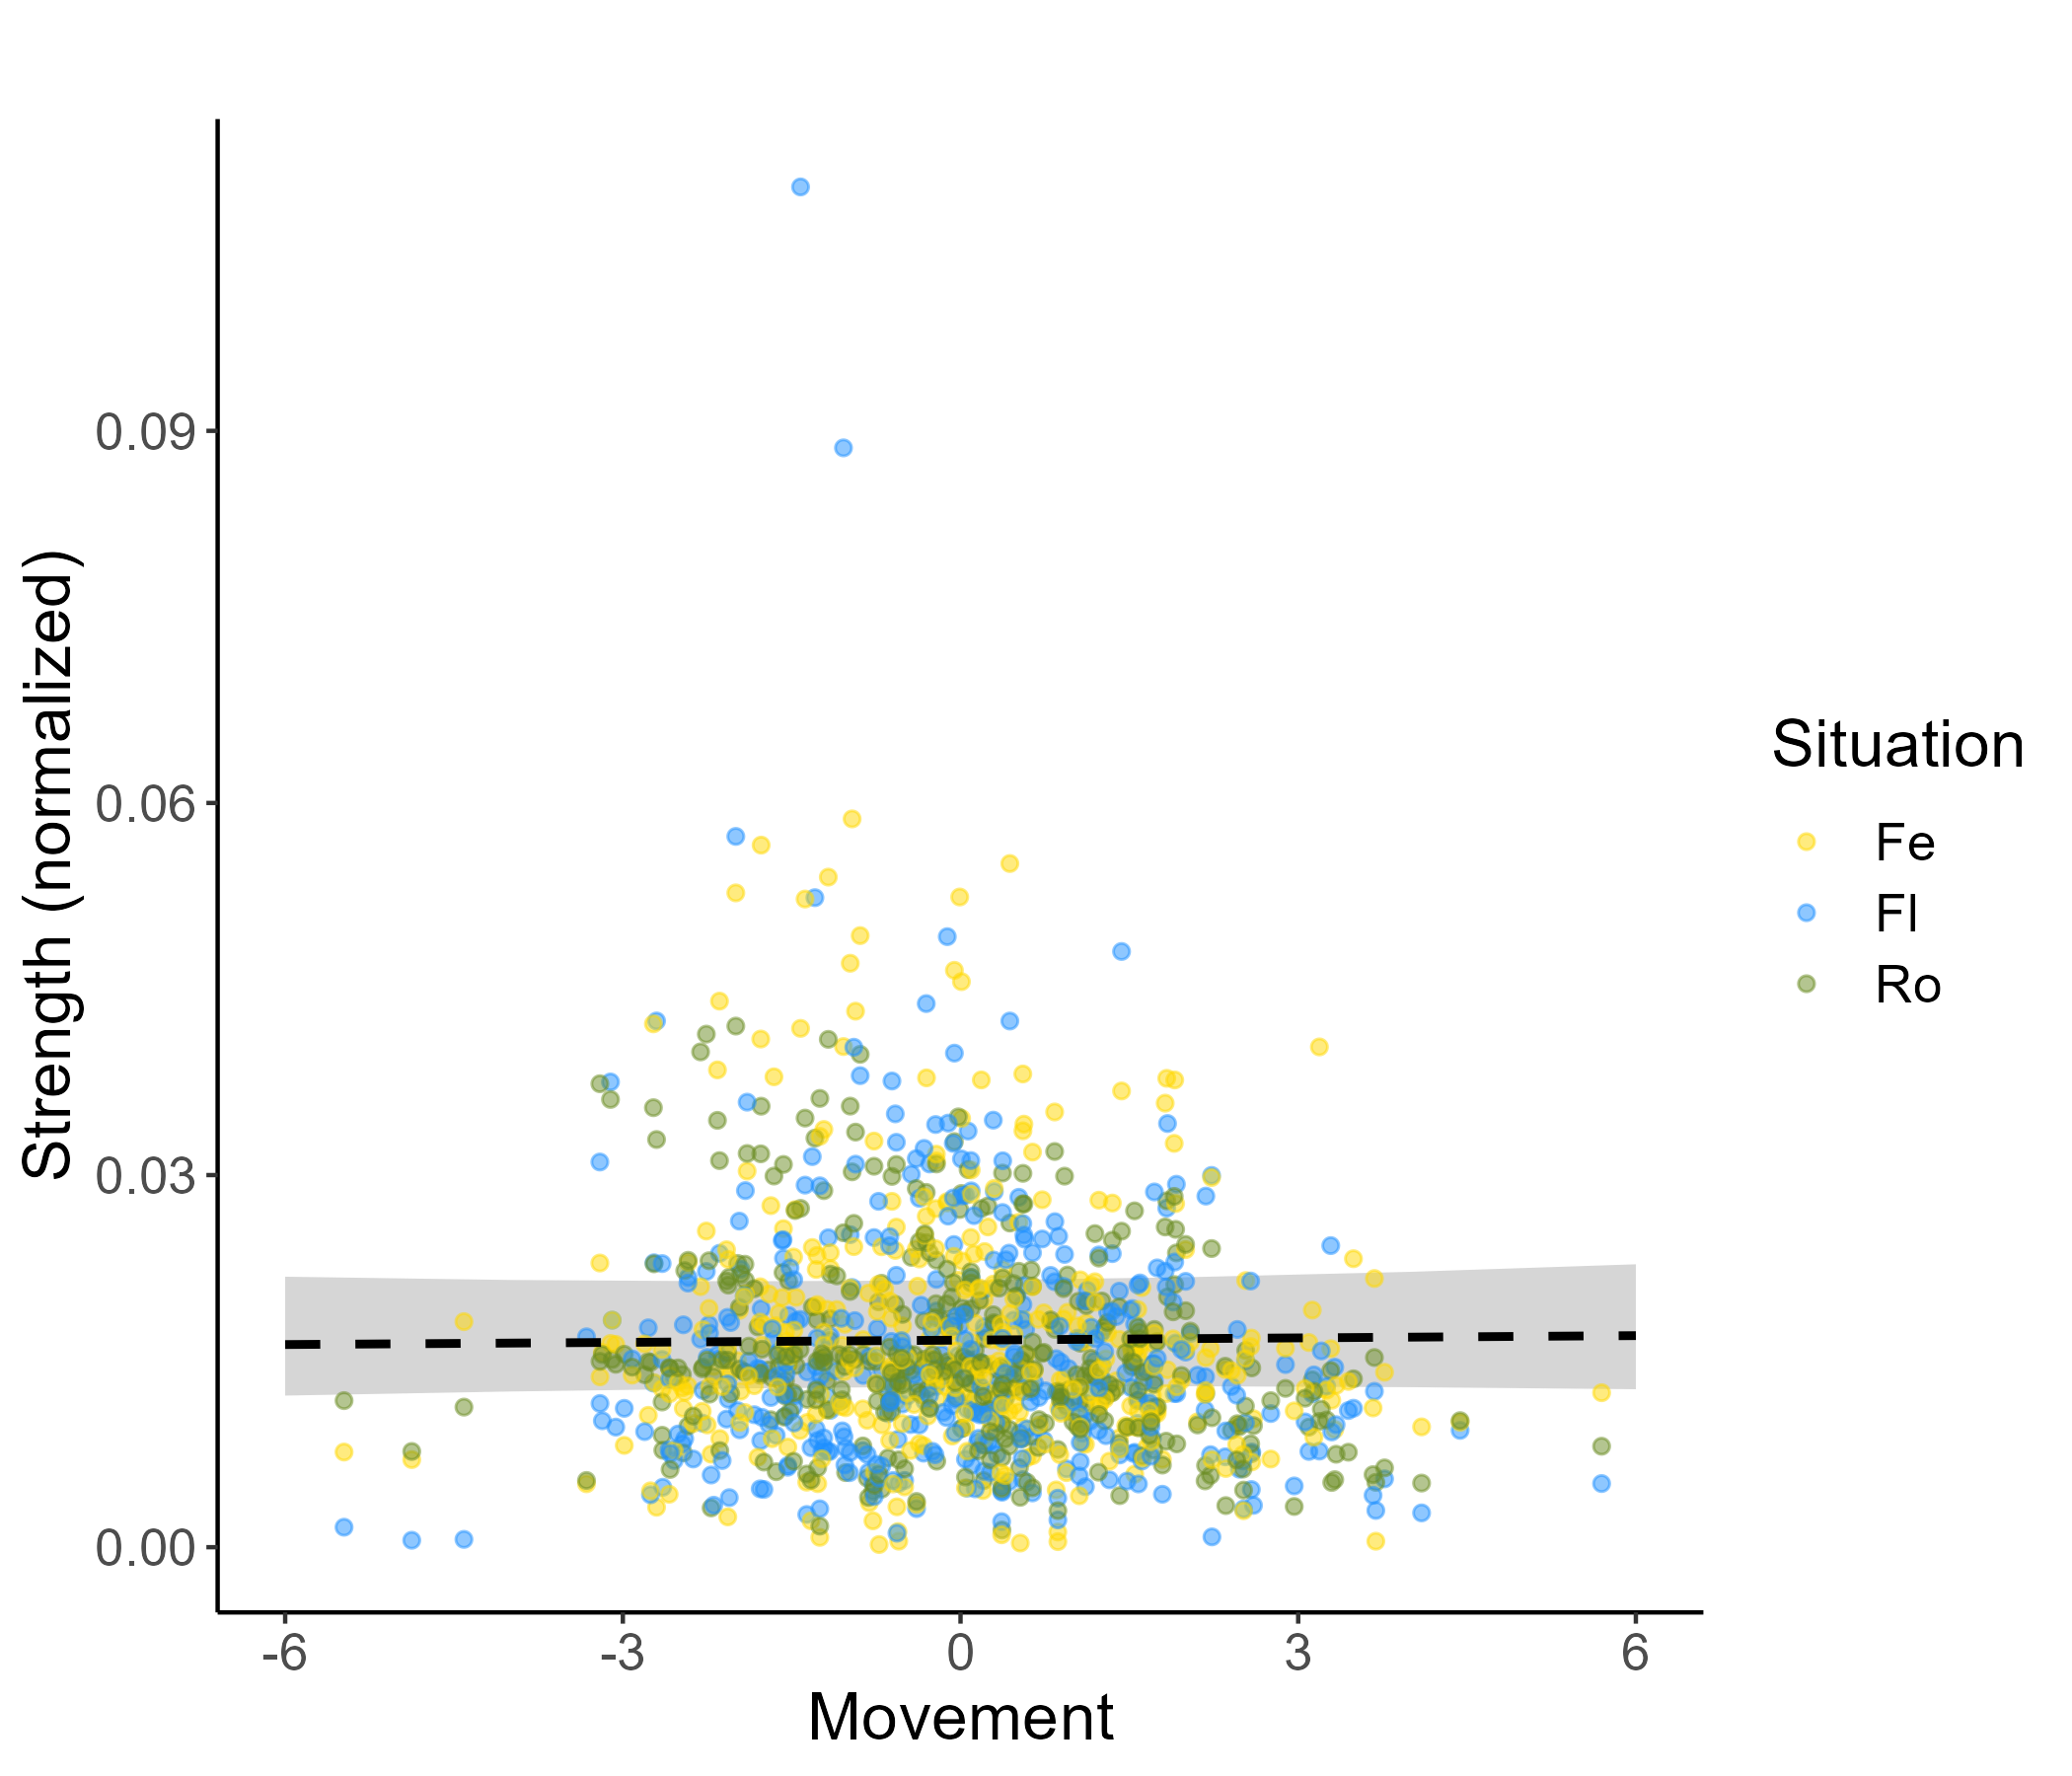 Strength (normalized)
0.09
0.06
0.03
0.00
-6
-3
0
3
6
Movement
Situation
Fe
Fl
Ro